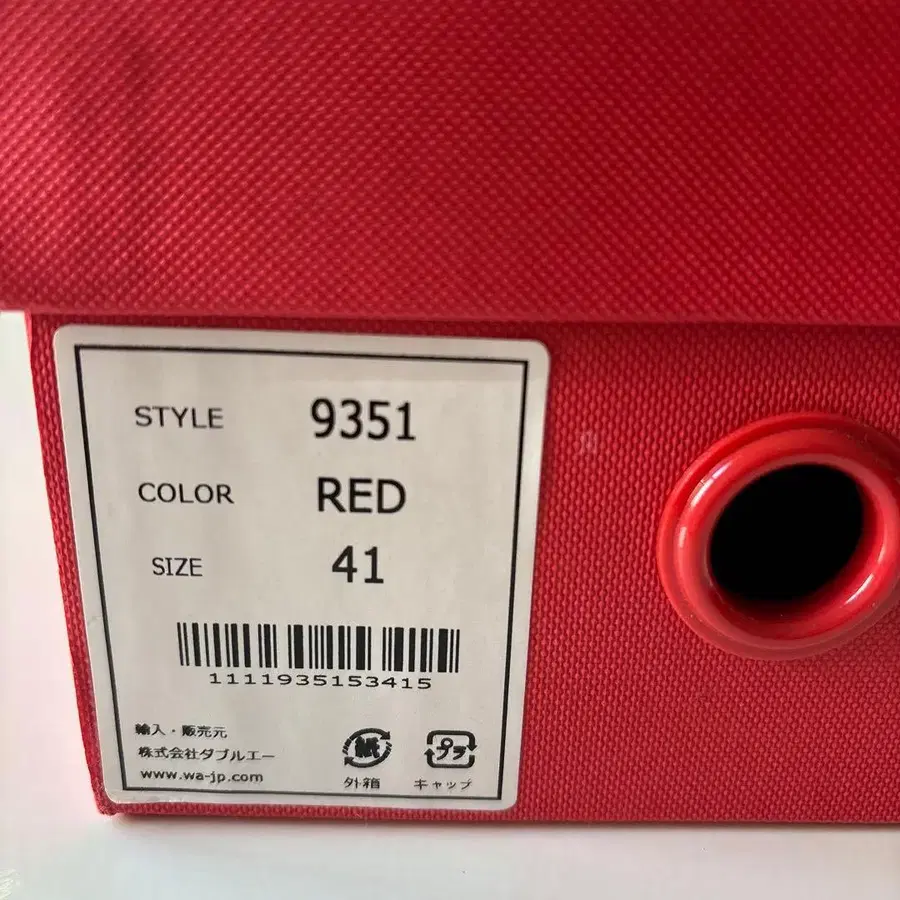 STYLE 9351
COLOR RED
SIZE 41
1111935153415
輸入・販売元
株式会社ダブルエー
www.wa-jp.com
紙
外箱
プラ
キャップ